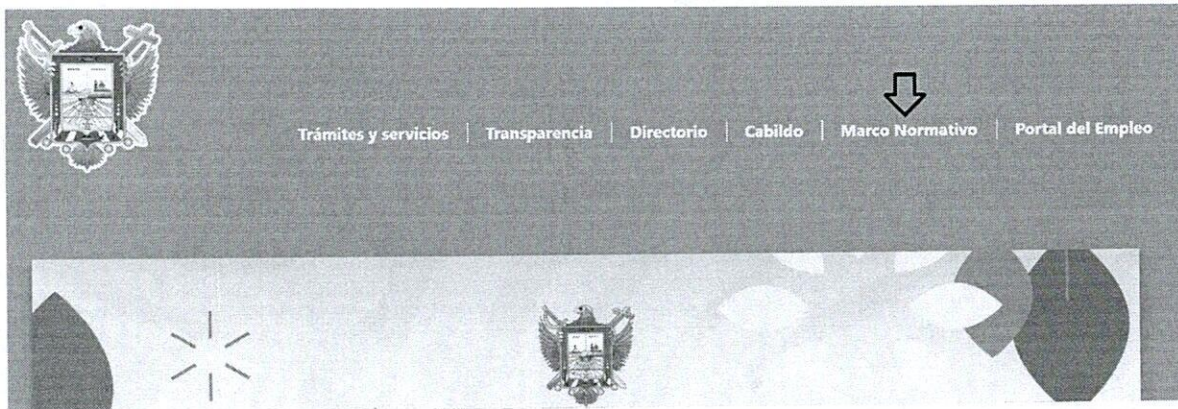 Trámites y servicios | Transparencia | Directorio | Cabildo | Marco Normativo | Portal del Empleo